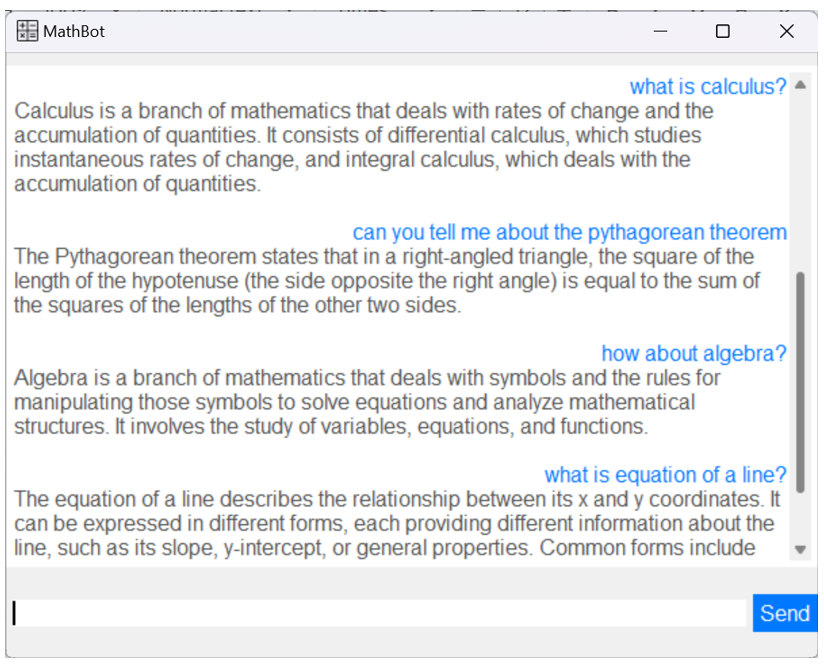 MathBot
what is calculus?
Calculus is a branch of mathematics that deals with rates of change and the
accumulation of quantities. It consists of differential calculus, which studies
instantaneous rates of change, and integral calculus, which deals with the
accumulation of quantities.
can you tell me about the pythagorean theorem
The Pythagorean theorem states that in a right-angled triangle, the square of the
length of the hypotenuse (the side opposite the right angle) is equal to the sum of
the squares of the lengths of the other two sides.
how about algebra?
Algebra is a branch of mathematics that deals with symbols and the rules for
manipulating those symbols to solve equations and analyze mathematical
structures. It involves the study of variables, equations, and functions.
what is equation of a line?
The equation of a line describes the relationship between its x and y coordinates. It
can be expressed in different forms, each providing different information about the
line, such as its slope, y-intercept, or general properties. Common forms include
Send